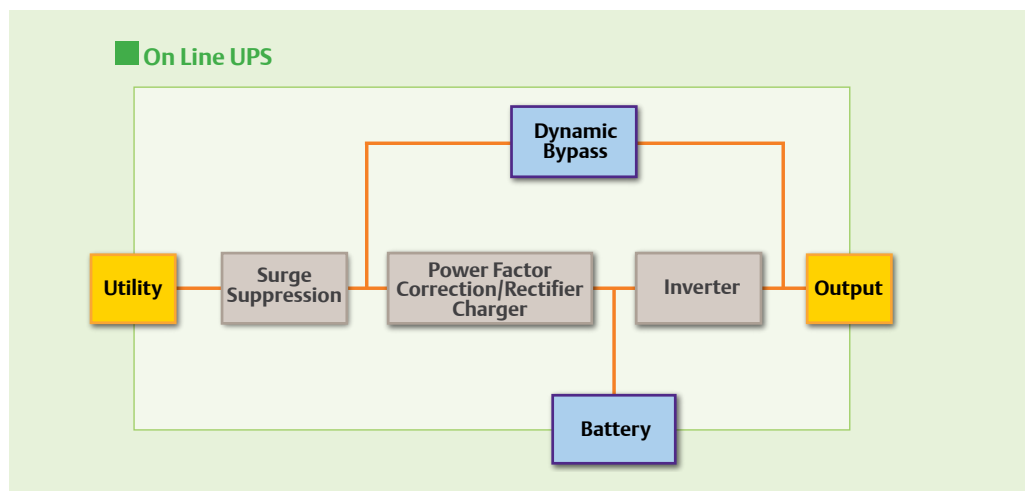 On Line UPS
Dynamic
Bypass
Utility
Surge
Suppression
Power Factor
Correction/Rectifier
Charger
Inverter
Output
Battery